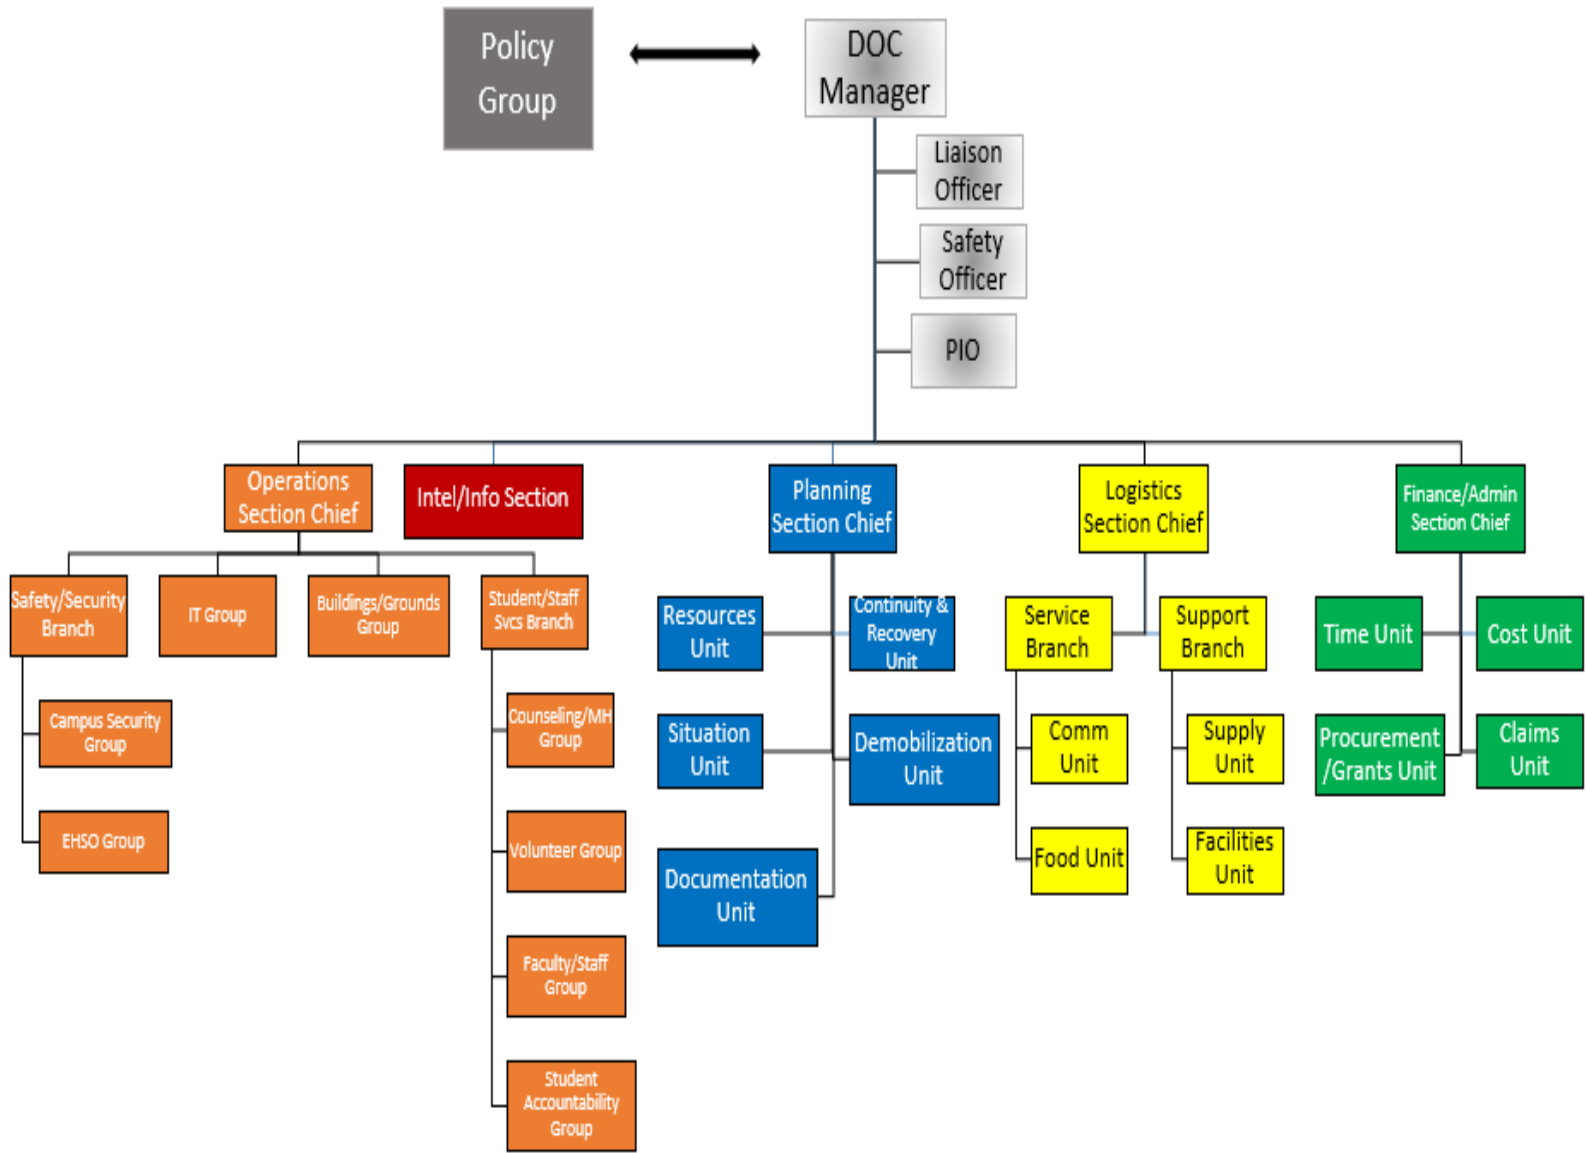 Policy
Group
DOC
Manager
Liaison
Officer
Safety
Officer
PIO
Operations
Section Chief
Intel/Info Section
Planning
Section Chief
Logistics
Section Chief
Finance/Admin
Section Chief
Safety/Security
Branch
IT Group
Buildings/Grounds
Group
Student/Staff
Svcs Branch
Campus Security
Group
EHSO Group
Counseling/MH
Group
Volunteer Group
Faculty/Staff
Group
Student
Accountability
Group
Resources
Unit
Continuity &
Recovery
Unit
Situation
Unit
Demobilization
Unit
Documentation
Unit
Service
Branch
Support
Branch
Comm
Unit
Supply
Unit
Food Unit
Facilities
Unit
Time Unit
Cost Unit
Procurement
/Grants Unit
Claims
Unit